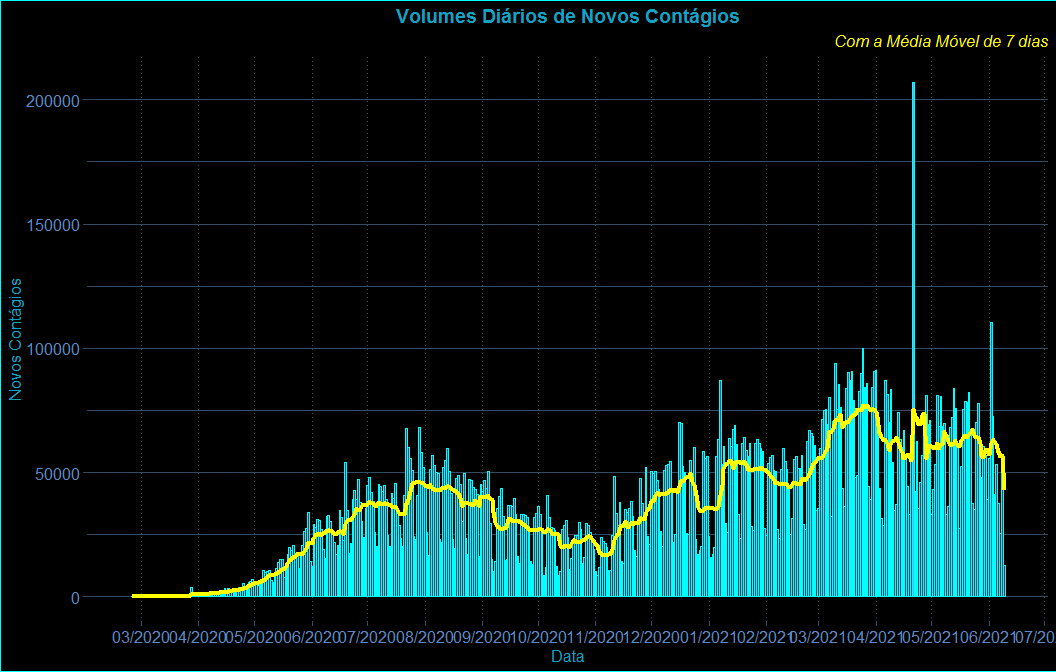 Volumes Diários de Novos Contágios
Com a Média Móvel de 7 dias
200000
150000
100000
50000
0
Novos Contágios
03/2020 04/2020 05/2020 06/2020 07/2020 08/2020 09/2020 10/2020 11/2020 12/2020 01/2021 02/2021 03/2021 04/2021 05/2021 06/2021 07/20
Data